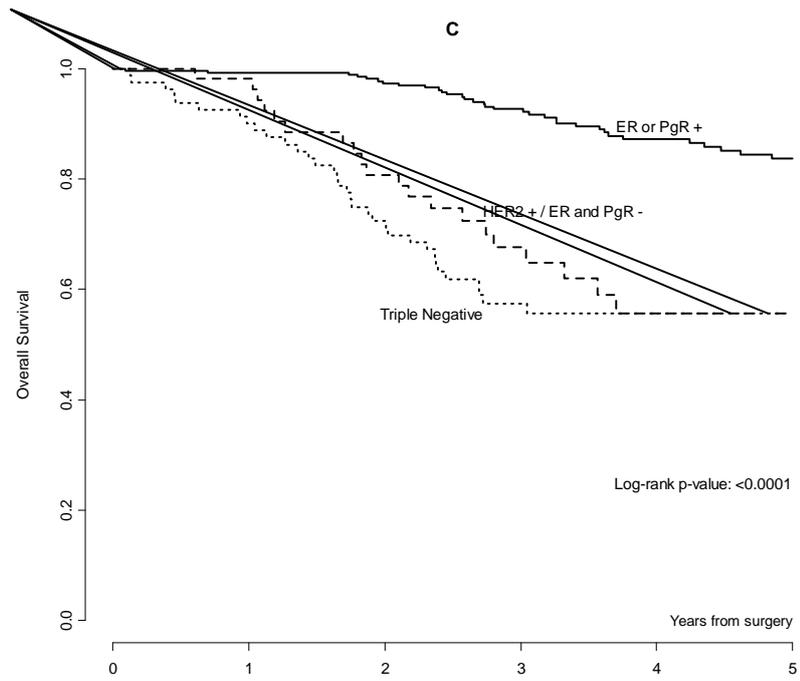 C
1.0
ER or PgR +
0.8
HER2 + / ER and PgR -
0.6
Triple Negative
Overall Survival
0.4
Log-rank p-value: <0.0001
0.2
0.0
Years from surgery
0 1 2 3 4 5